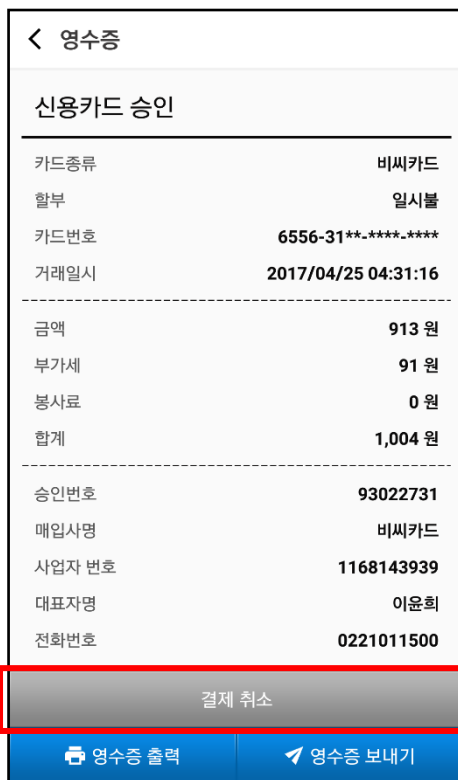 영수증
신용카드 승인
카드종류 비씨카드
할부 일시불
카드번호 6556-31**-****-****
거래일시 2017/04/25 04:31:16
금액 913 원
부가세 91 원
봉사료 0 원
합계 1,004 원
승인번호 93022731
매입사명 비씨카드
사업자 번호 1168143939
대표자명 이윤희
전화번호 0221011500
결제 취소
영수증 출력 영수증 보내기